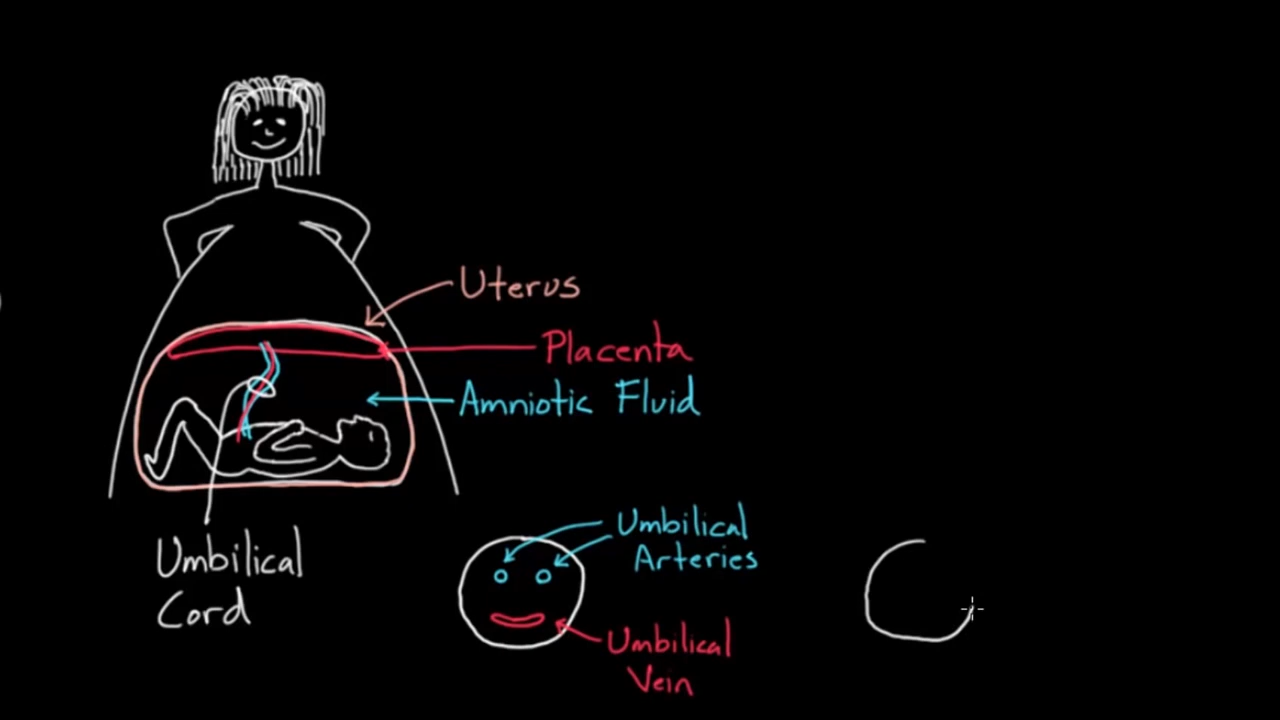 Uterus
Placenta
Amniotic Fluid
Umbilical
Cord
Umbilical
Arteries
Umbilical
Vein